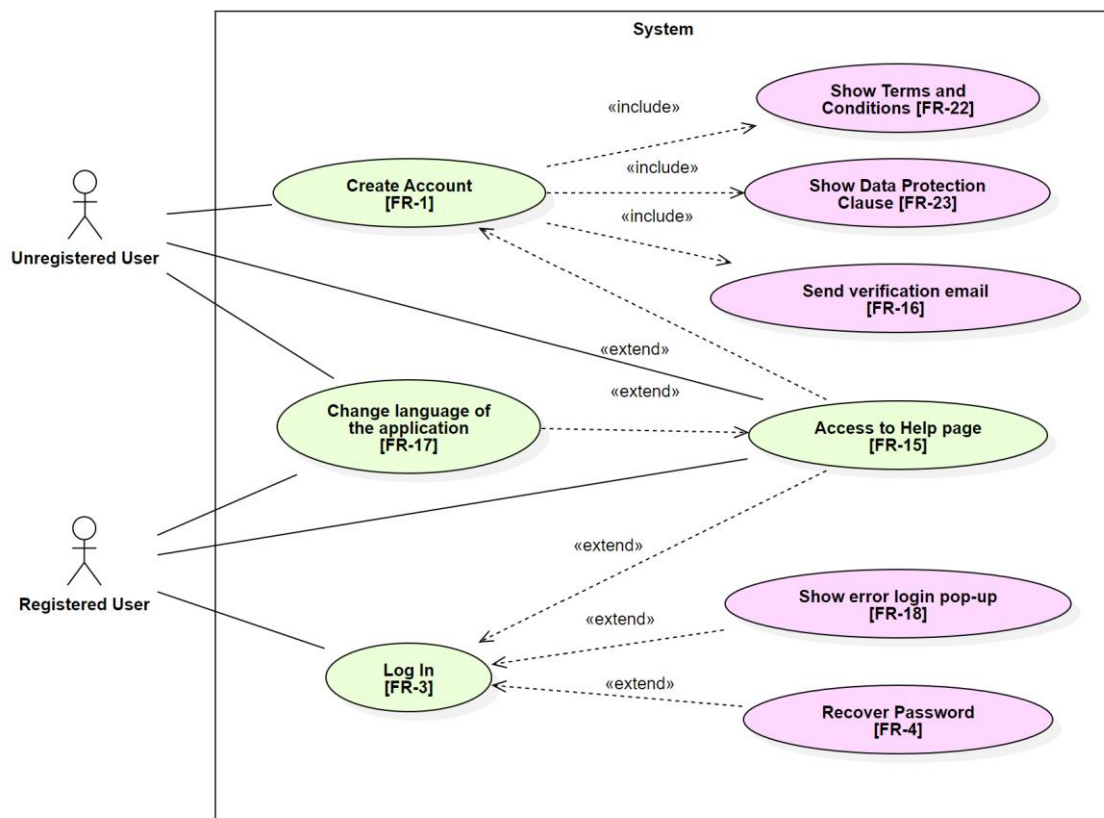 System
Show Terms and
Conditions [FR-22]
«include»
Create Account
[FR-1]
«include»
Show Data Protection
Clause [FR-23]
«include»
Unregistered User
Send verification email
[FR-16]
«extend»
«extend»
Change language of
the application
[FR-17]
Access to Help page
[FR-15]
«extend»
Registered User
Show error login pop-up
[FR-18]
«extend»
Log In
[FR-3]
«extend»
Recover Password
[FR-4]